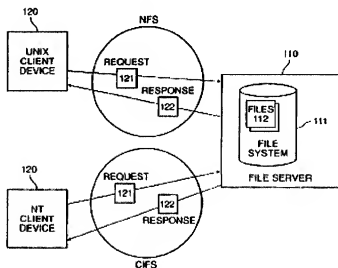 120
UNIX
CLIENT
DEVICE
NFS
REQUEST
121
RESPONSE
122
110
FILES
112
FILE
SYSTEM
111
FILE SERVER
120
NT
CLIENT
DEVICE
REQUEST
121
RESPONSE
122
CIFS